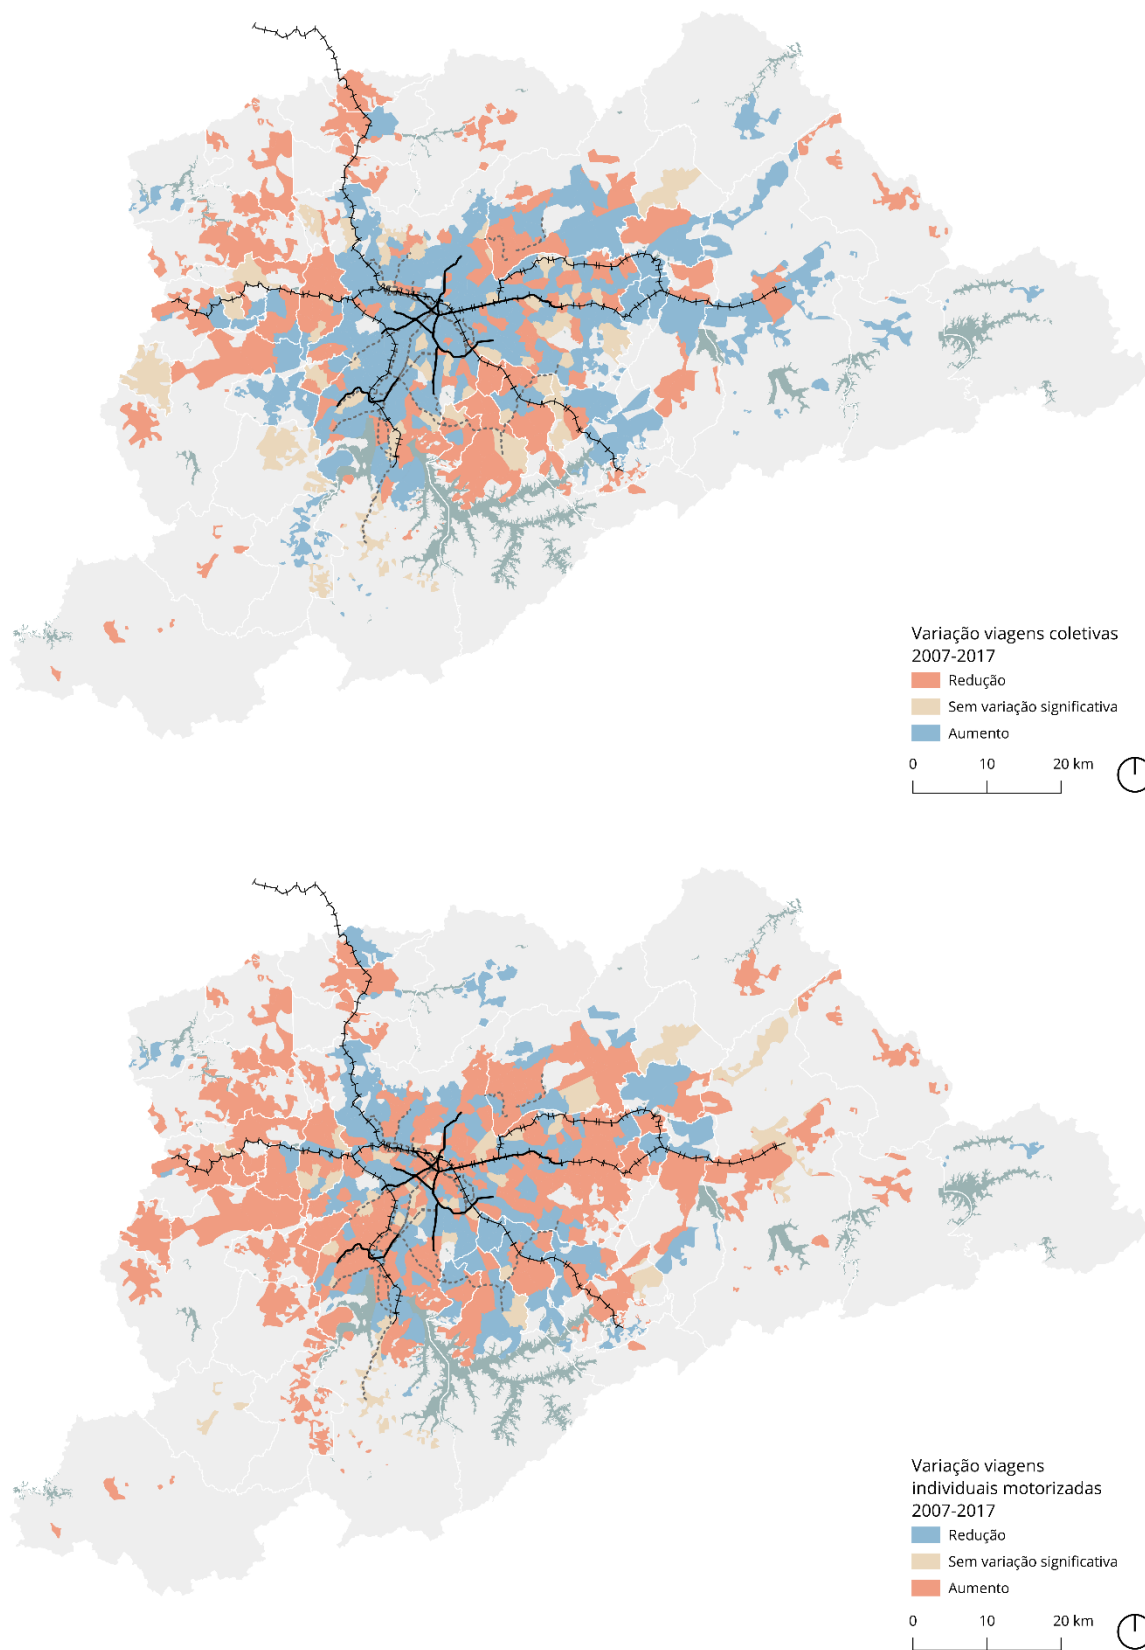 Variação viagens coletivas
2007-2017
Redução
Sem variação significativa
Aumento
0 10 20 km
Variação viagens
individuais motorizadas
2007-2017
Redução
Sem variação significativa
Aumento
0 10 20 km